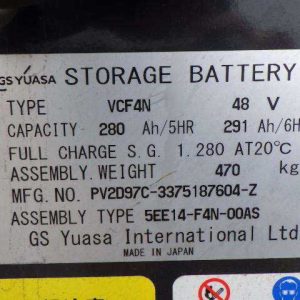 GS YUASA STORAGE BATTERY
TYPE VCF4N 48 V
CAPACITY 280 Ah/5HR 291 Ah/6H
FULL CHARGE S.G. 1.280 AT20℃
ASSEMBLY.WEIGHT 470 kg
MFG.NO. PV2D97C-3375187604-Z
ASSEMBLY TYPE 5EE14-F4N-00AS
GS Yuasa International Ltd
MADE IN JAPAN